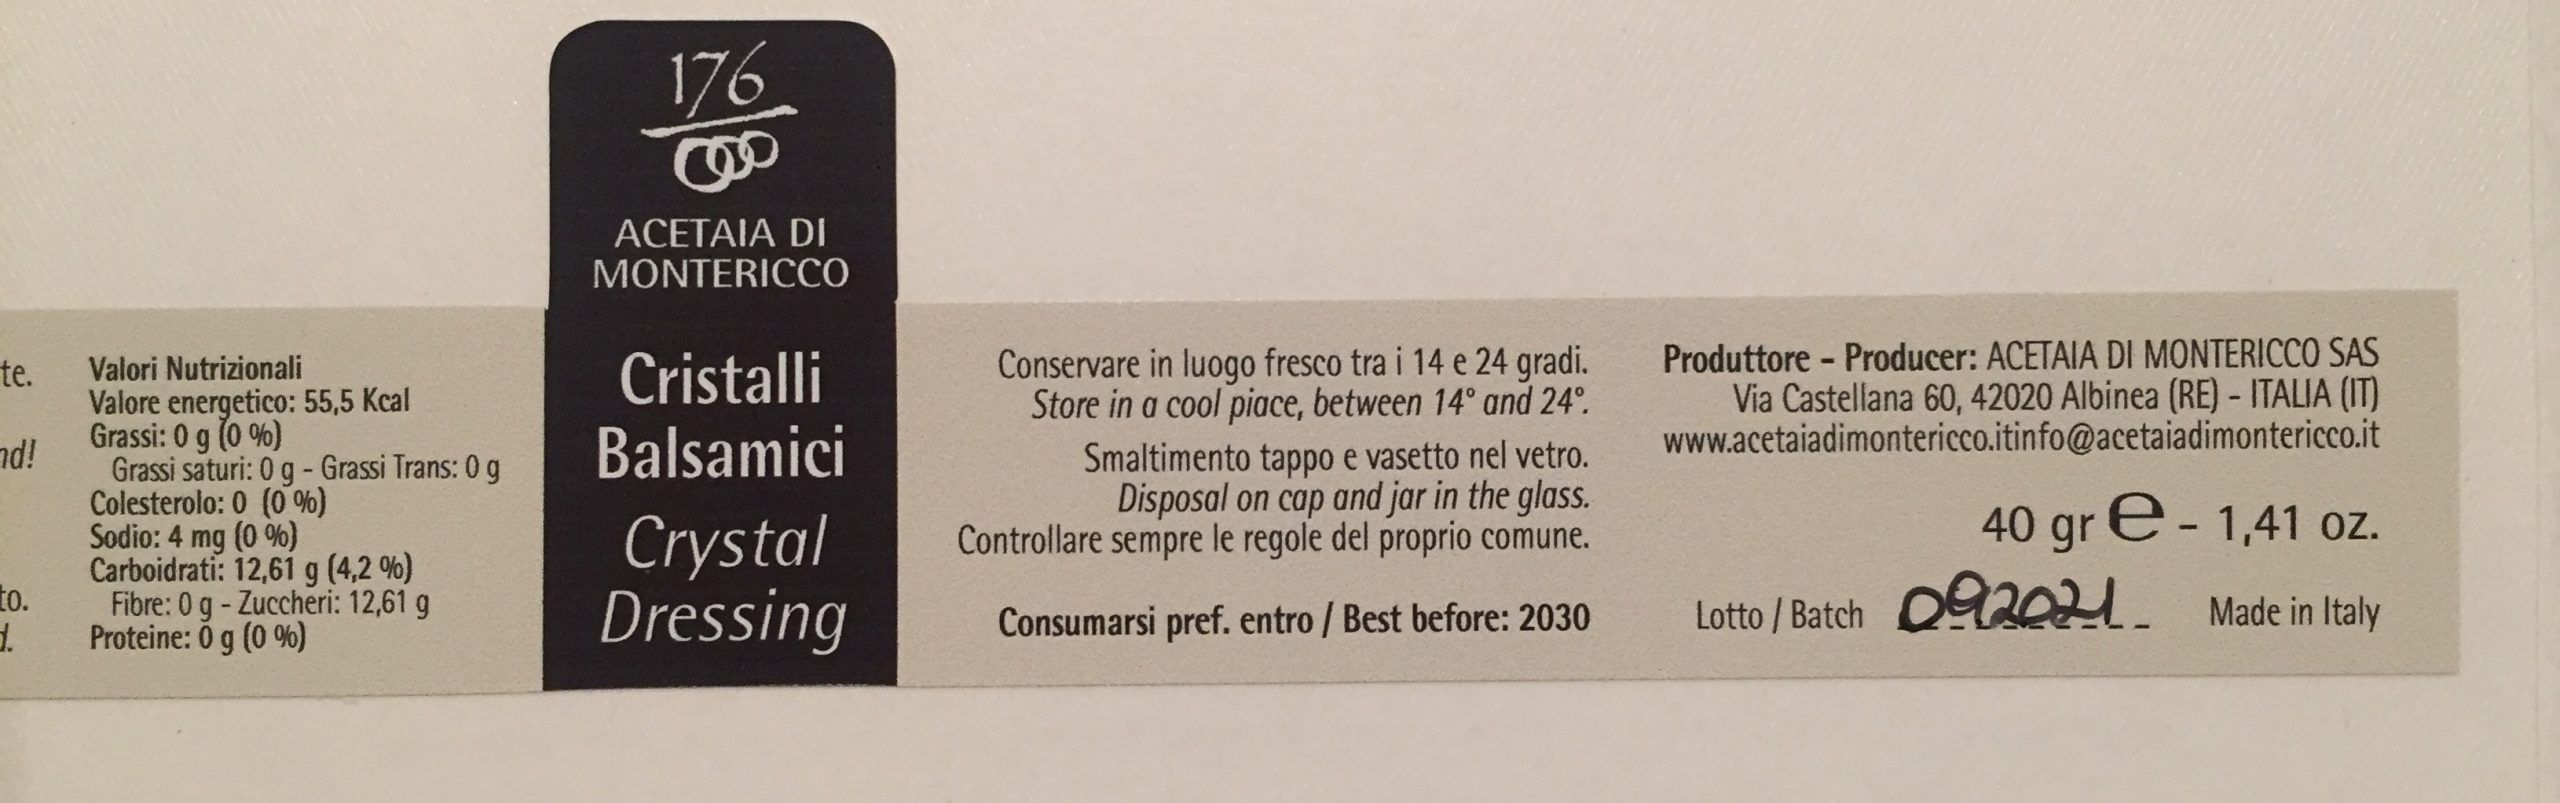 te.
nd!
to.
d.
Valori Nutrizionali
Valore energetico: 55,5 Kcal
Grassi: 0 g (0 %)
Grassi saturi: 0 g - Grassi Trans: 0 g
Colesterolo: 0 (0 %)
Sodio: 4 mg (0 %)
Carboidrati: 12,61 g (4,2 %)
Fibre: 0 g - Zuccheri: 12,61 g
Proteine: 0 g (0 %)
176
ACETAIA DI
MONTERICCO
Cristalli
Balsamici
Crystal
Dressing
Conservare in luogo fresco tra i 14 e 24 gradi.
Store in a cool piace, between 14° and 24°.
Smaltimento tappo e vasetto nel vetro.
Disposal on cap and jar in the glass.
Controllare sempre le regole del proprio comune.
Consumarsi pref. entro / Best before: 2030
Produttore - Producer: ACETAIA DI MONTERICCO SAS
Via Castellana 60, 42020 Albinea (RE) - ITALIA (IT)
www.acetaiadimontericco.itinfo@acetaiadimontericco.it
40 gr e - 1,41 oz.
Lotto / Batch 092021 Made in Italy